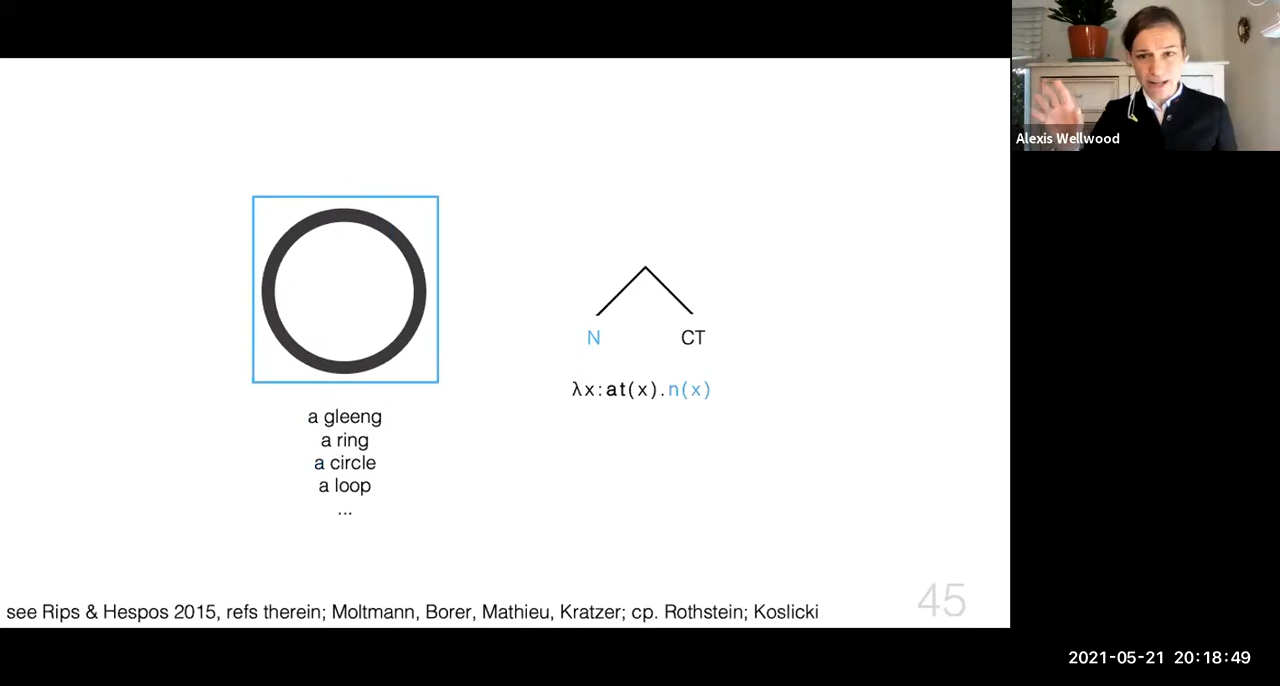 Alexis Wellwood
N
CT
λx:at(x).n(x)
a gleeng
a ring
a circle
a loop
...
see Rips & Hespos 2015, refs therein; Moltmann, Borer, Mathieu, Kratzer; cp. Rothstein; Koslicki
45
2021-05-21 20:18:49